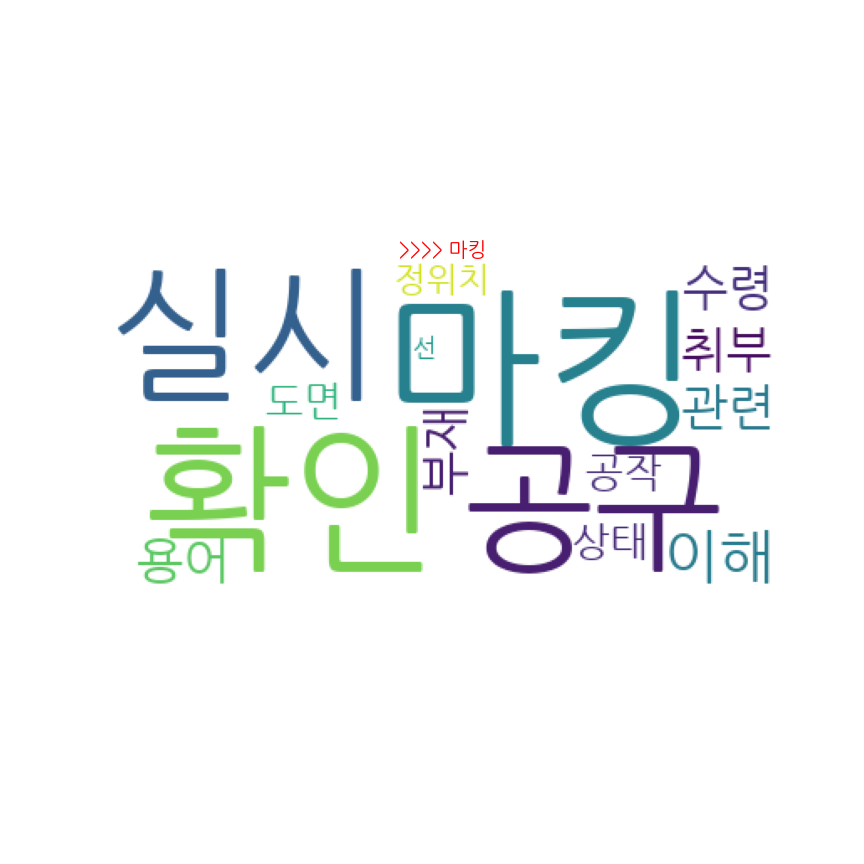 >>>> 마킹
정위치
수령
실시
마킹
선
취부
도면
관련
부재
확인
공구
공작
상태
용어
이해